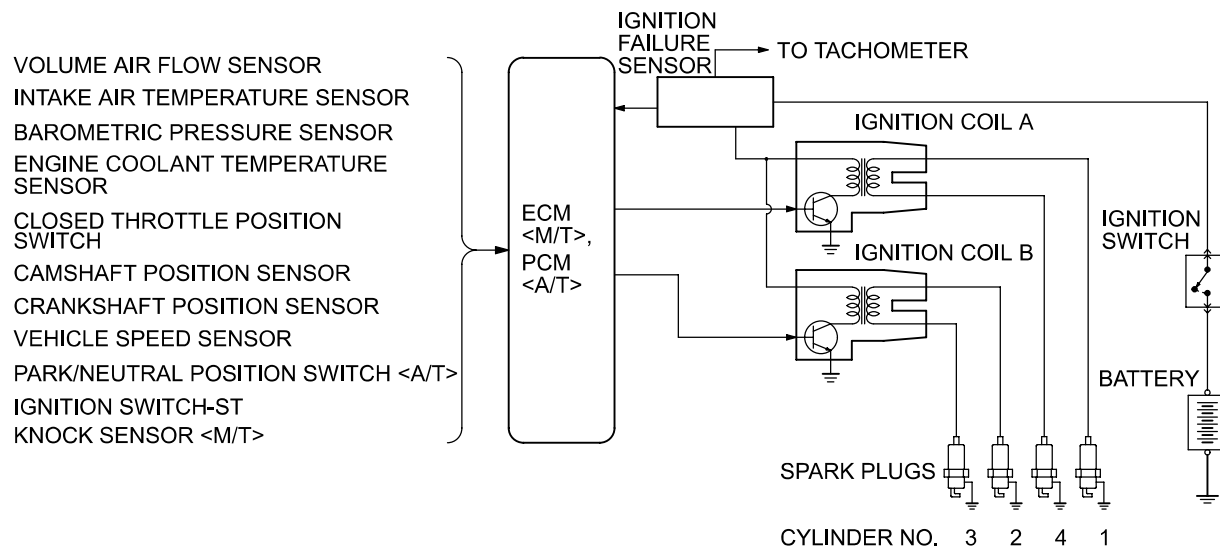 VOLUME AIR FLOW SENSOR
INTAKE AIR TEMPERATURE SENSOR
BAROMETRIC PRESSURE SENSOR
ENGINE COOLANT TEMPERATURE
SENSOR
CLOSED THROTTLE POSITION
SWITCH
CAMSHAFT POSITION SENSOR
CRANKSHAFT POSITION SENSOR
VEHICLE SPEED SENSOR
PARK/NEUTRAL POSITION SWITCH <A/T>
IGNITION SWITCH-ST
KNOCK SENSOR <M/T>
ECM
<M/T>,
PCM
<A/T>
IGNITION
FAILURE
SENSOR
TO TACHOMETER
IGNITION COIL A
IGNITION COIL B
IGNITION
SWITCH
BATTERY
SPARK PLUGS
CYLINDER NO. 3 2 4 1